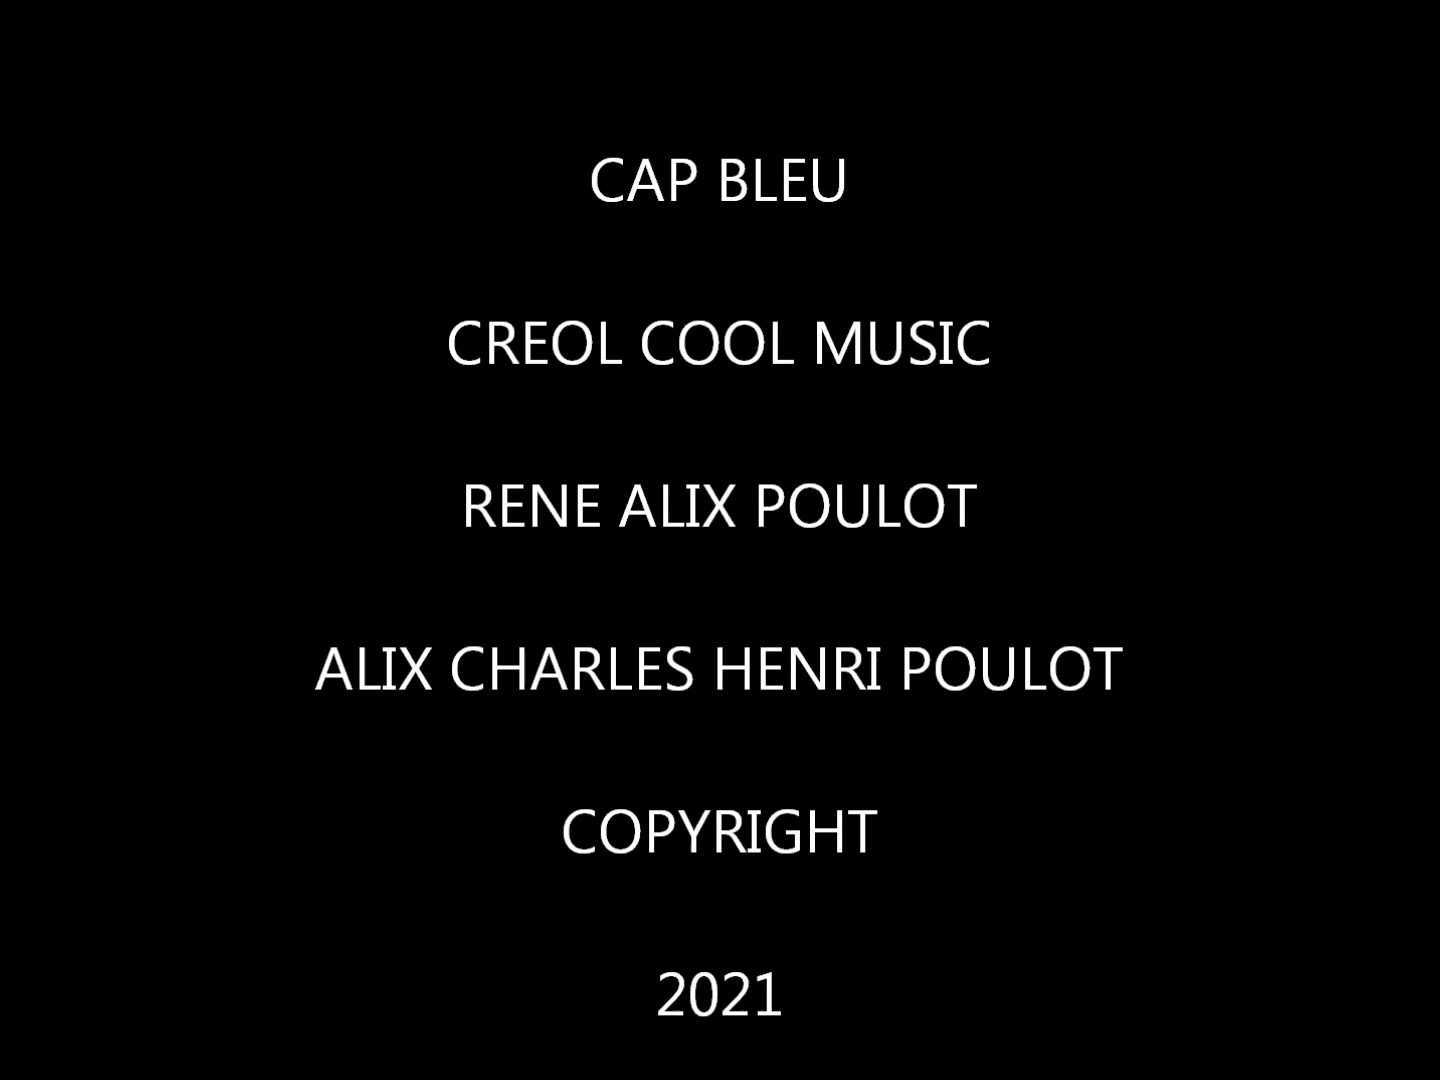 CAP BLEU
CREOL COOL MUSIC
RENE ALIX POULOT
ALIX CHARLES HENRI POULOT
COPYRIGHT
2021